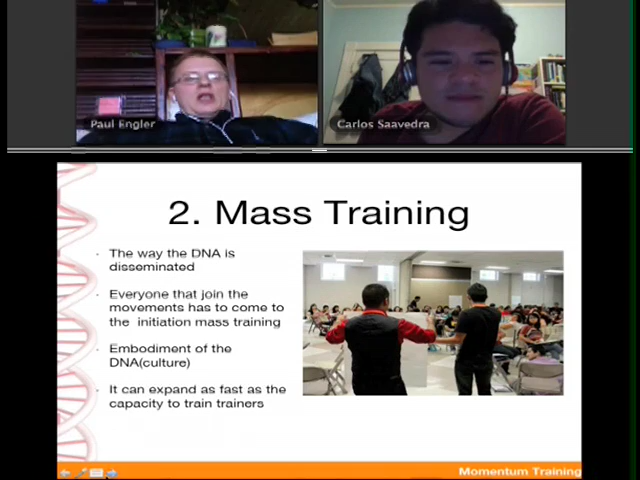 Paul Engler
Carlos Saavedra
2. Mass Training
· The way the DNA is
disseminated
· Everyone that join the
movements has to come to
the initiation mass training
· Embodiment of the
DNA(culture)
· It can expand as fast as the
capacity to train trainers
Momentum Training